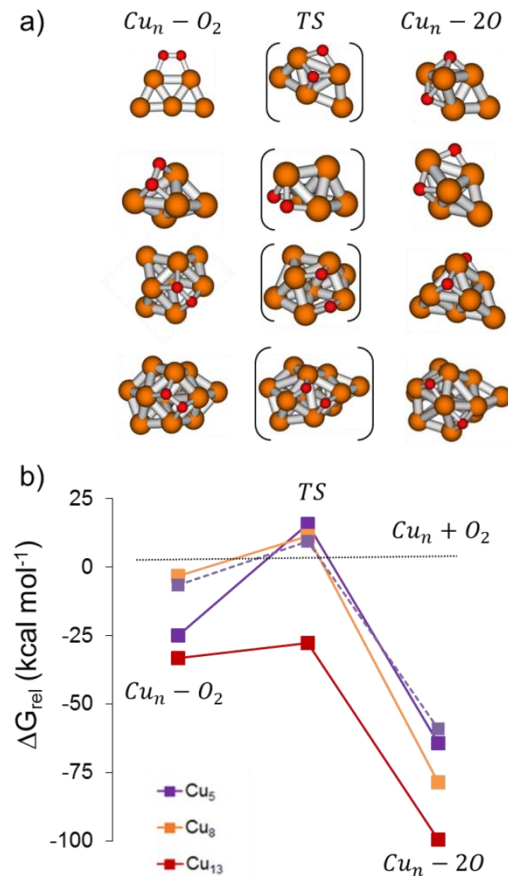 a)
Cuₙ − O₂
TS
Cuₙ − 2O
b)
TS
25
Cuₙ + O₂
0
-25
Cuₙ − O₂
-50
-75
-100
Cuₙ − 2O
ΔG_rel (kcal mol⁻¹)
Cu₅
Cu₈
Cu₁₃